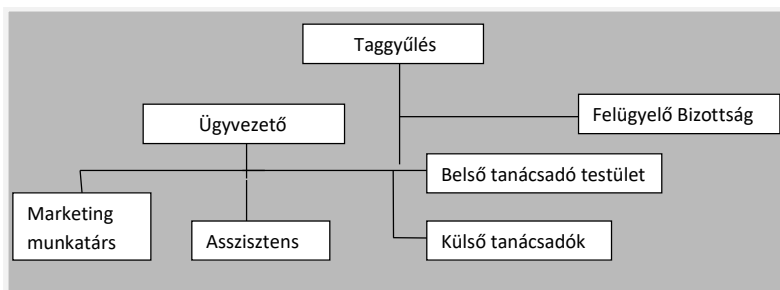 Taggyűlés
Felügyelő Bizottság
Ügyvezető
Belső tanácsadó testület
Marketing
munkatárs
Asszisztens
Külső tanácsadók